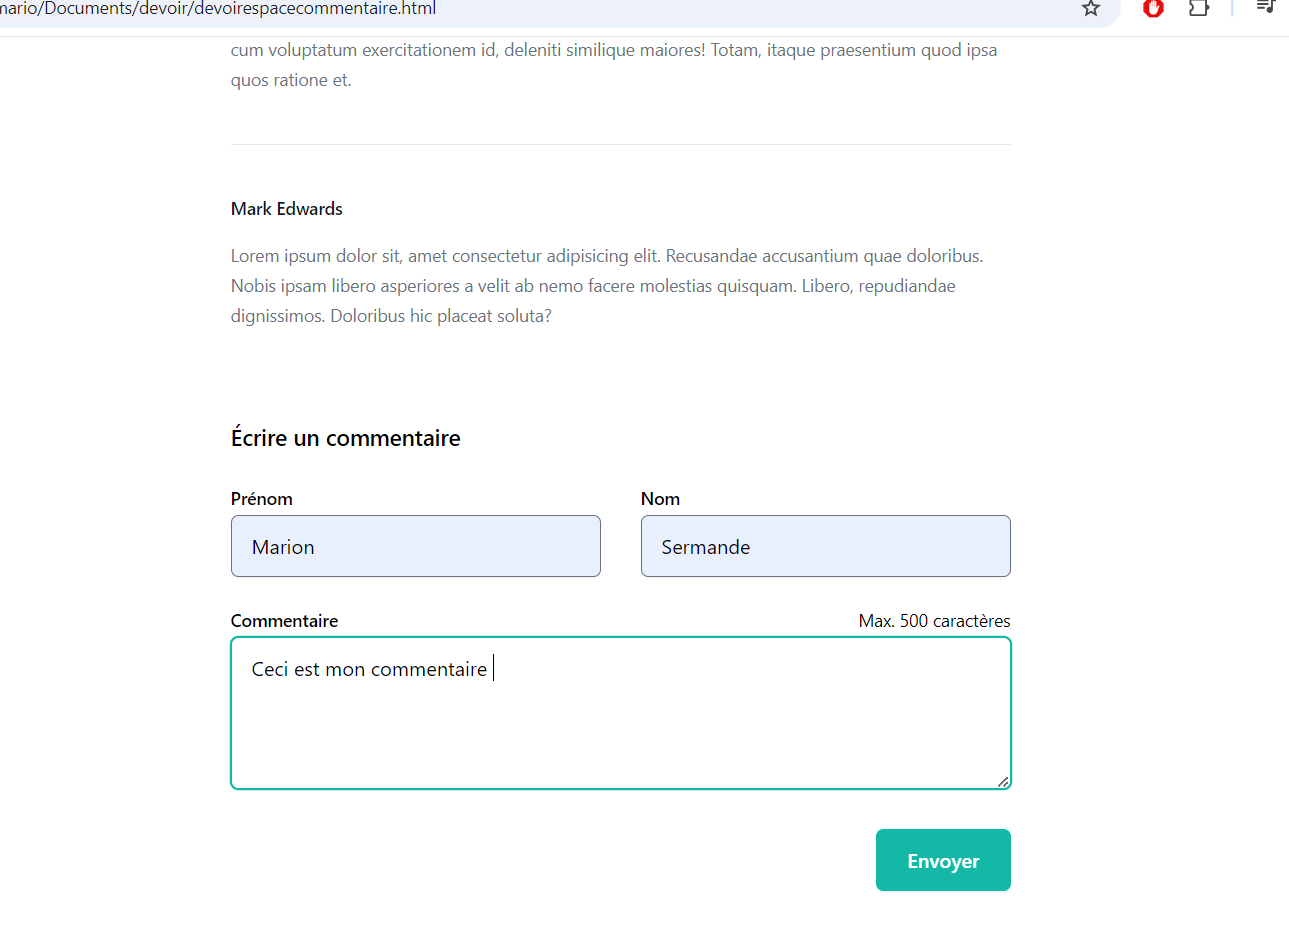 mario/Documents/devoir/devoirespacecommentaire.html
cum voluptatum exercitationem id, deleniti similique maiores! Totam, itaque praesentium quod ipsa
quos ratione et.
Mark Edwards
Lorem ipsum dolor sit, amet consectetur adipisicing elit. Recusandae accusantium quae doloribus.
Nobis ipsam libero asperiores a velit ab nemo facere molestias quisquam. Libero, repudiandae
dignissimos. Doloribus hic placeat soluta?
Écrire un commentaire
Prénom
Nom
Marion
Sermande
Commentaire
Max. 500 caractères
Ceci est mon commentaire
Envoyer